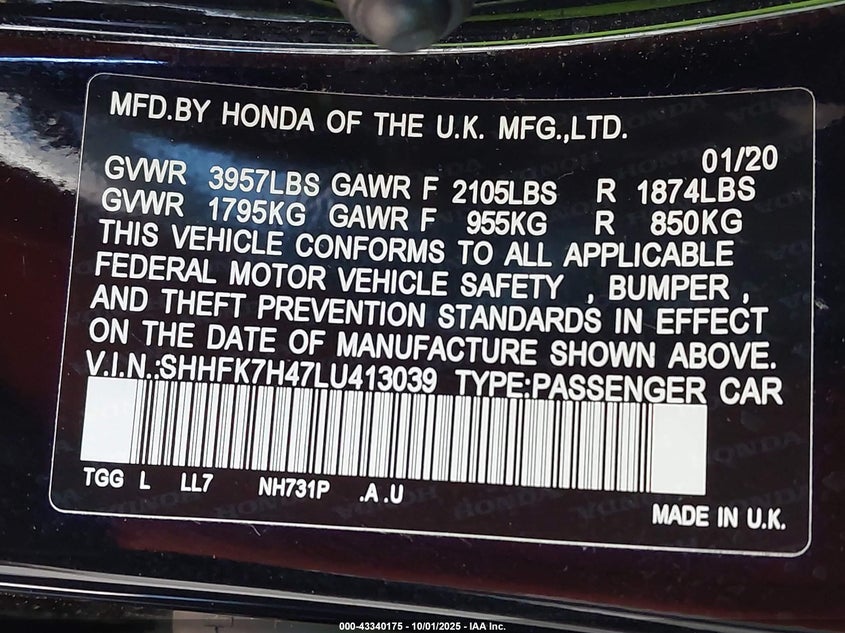 MFD.BY HONDA OF THE U.K. MFG.,LTD.
01/20
GVWR 3957LBS GAWR F 2105LBS R 1874LBS
GVWR 1795KG GAWR F 955KG R 850KG
THIS VEHICLE CONFORMS TO ALL APPLICABLE
FEDERAL MOTOR VEHICLE SAFETY , BUMPER ,
AND THEFT PREVENTION STANDARDS IN EFFECT
ON THE DATE OF MANUFACTURE SHOWN ABOVE.
V.I.N.:SHHFK7H47LU413039 TYPE:PASSENGER CAR
TGG L LL7 NH731P .A .U
MADE IN U.K.
000-43340175 - 10/01/2025 - IAA Inc.